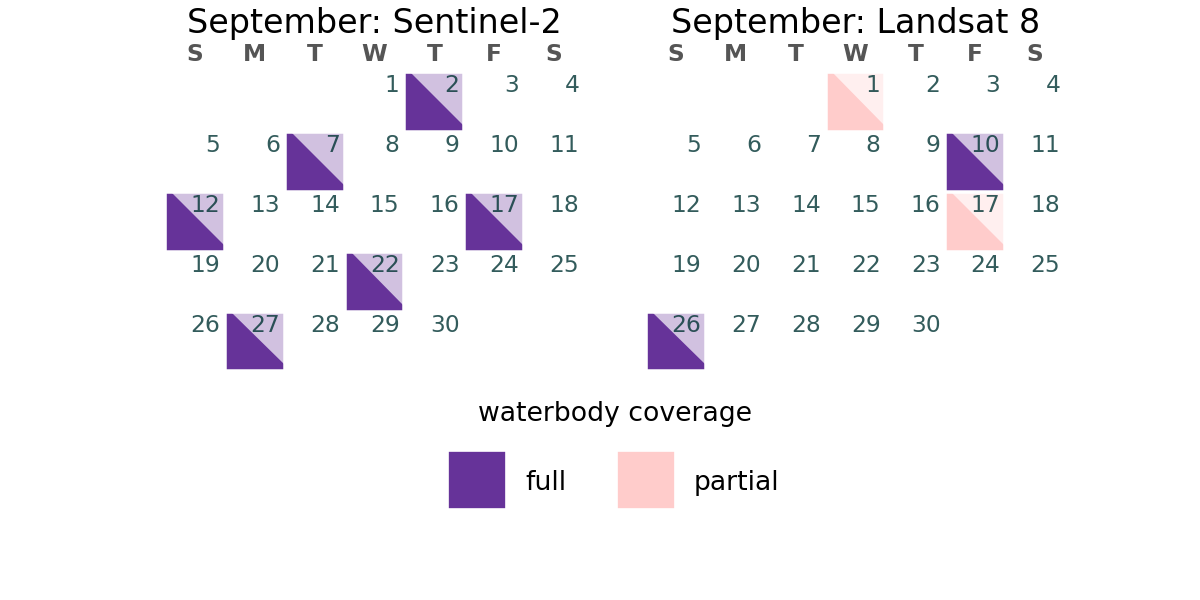 September: Sentinel-2
S M T W T F S
1 2 3 4
5 6 7 8 9 10 11
12 13 14 15 16 17 18
19 20 21 22 23 24 25
26 27 28 29 30
September: Landsat 8
S M T W T F S
1 2 3 4
5 6 7 8 9 10 11
12 13 14 15 16 17 18
19 20 21 22 23 24 25
26 27 28 29 30
waterbody coverage
full partial